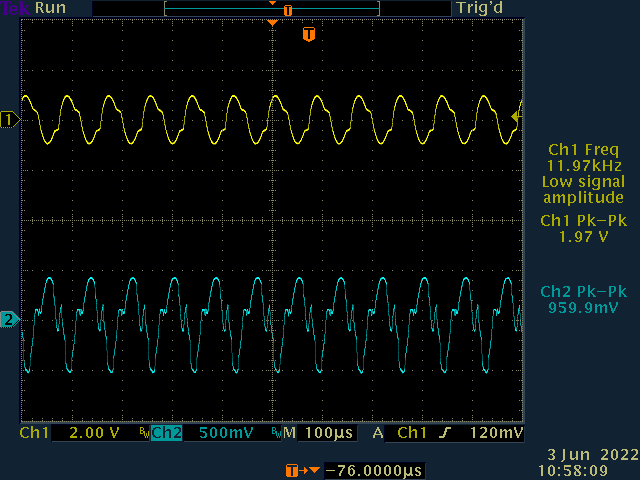 Tek Run Trig'd
T
T
1
Ch1 Freq
11.97kHz
Low signal
amplitude
Ch1 Pk-Pk
1.97 V
Ch2 Pk-Pk
959.9mV
2
Ch1 2.00 V BW Ch2 500mV BW M 100µs A Ch1 120mV
3 Jun 2022
T -76.0000µs 10:58:09